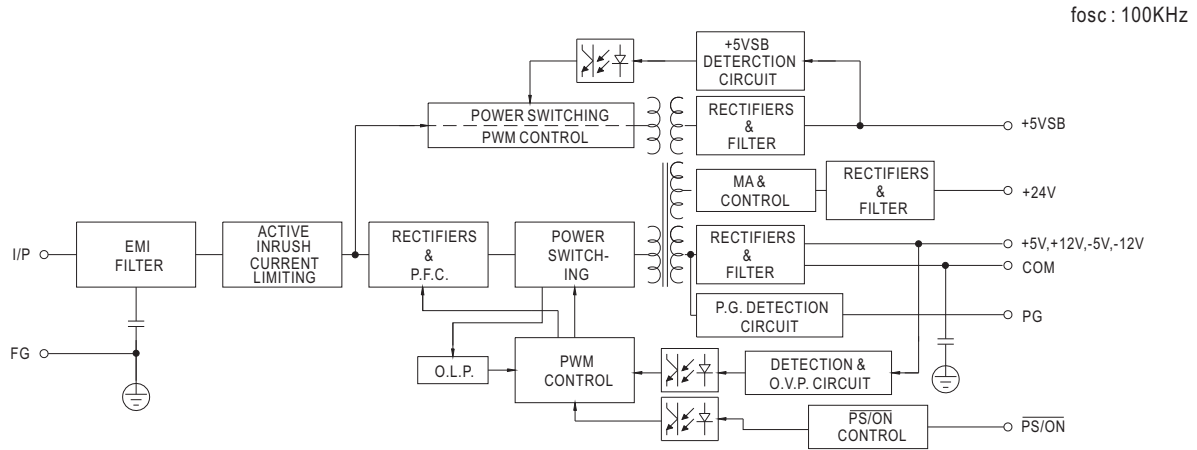 fosc : 100KHz
+5VSB
DETERCTION
CIRCUIT
POWER SWITCHING
PWM CONTROL
RECTIFIERS
&
FILTER
+5VSB
MA &
CONTROL
RECTIFIERS
&
FILTER
+24V
I/P
EMI
FILTER
ACTIVE
INRUSH
CURRENT
LIMITING
RECTIFIERS
&
P.F.C.
POWER
SWITCH-
ING
RECTIFIERS
&
FILTER
+5V,+12V,-5V,-12V
COM
P.G. DETECTION
CIRCUIT
PG
FG
O.L.P.
PWM
CONTROL
DETECTION &
O.V.P. CIRCUIT
PS/ON
CONTROL
PS/ON